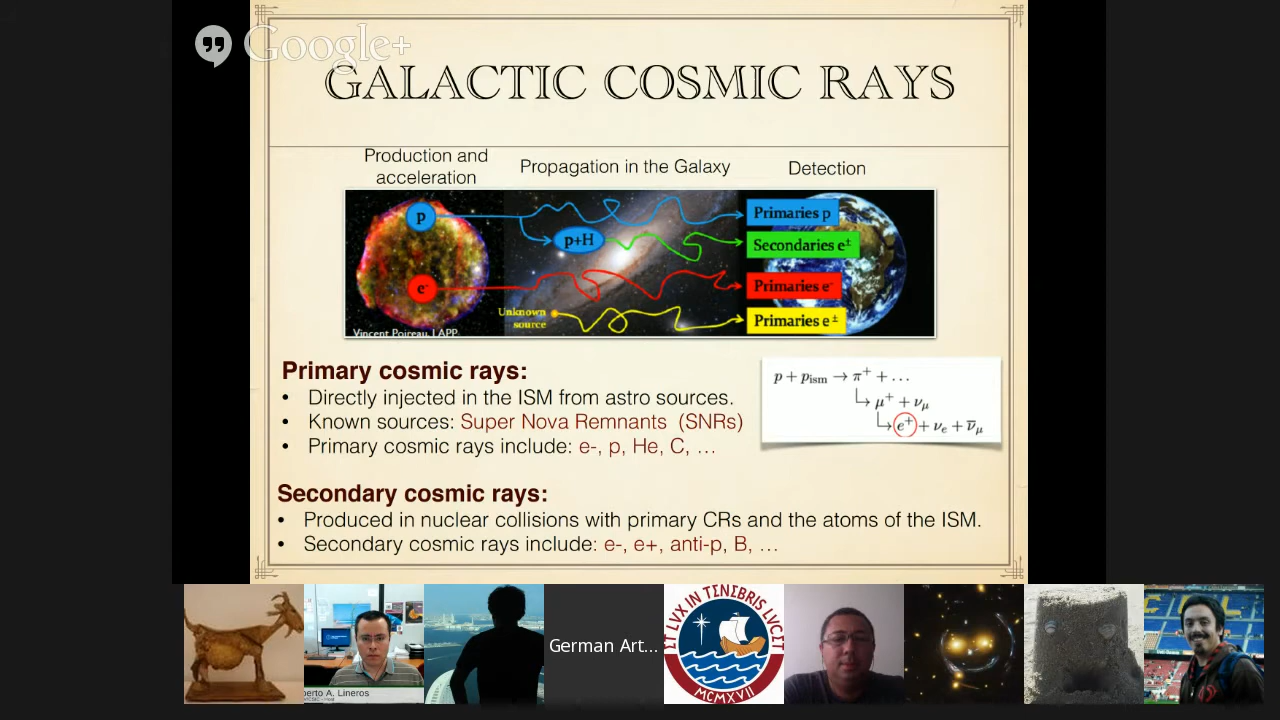 Google+
GALACTIC COSMIC RAYS
Production and
acceleration
Propagation in the Galaxy
Detection
p
p+H
e-
Unknown
source
Vincent Poireau, LAPP.
Primaries p
Secondaries e±
Primaries e-
Primaries e±
Primary cosmic rays:
• Directly injected in the ISM from astro sources.
• Known sources: Super Nova Remnants (SNRs)
• Primary cosmic rays include: e-, p, He, C, …
p + p_ism → π⁺ + …
↳ μ⁺ + ν_μ
↳ e⁺ + ν_e + ν̅_μ
Secondary cosmic rays:
• Produced in nuclear collisions with primary CRs and the atoms of the ISM.
• Secondary cosmic rays include: e-, e+, anti-p, B, …
berto A. Lineros
German Art...
ET LVX IN TENEBRIS LVCET
MCMXVII